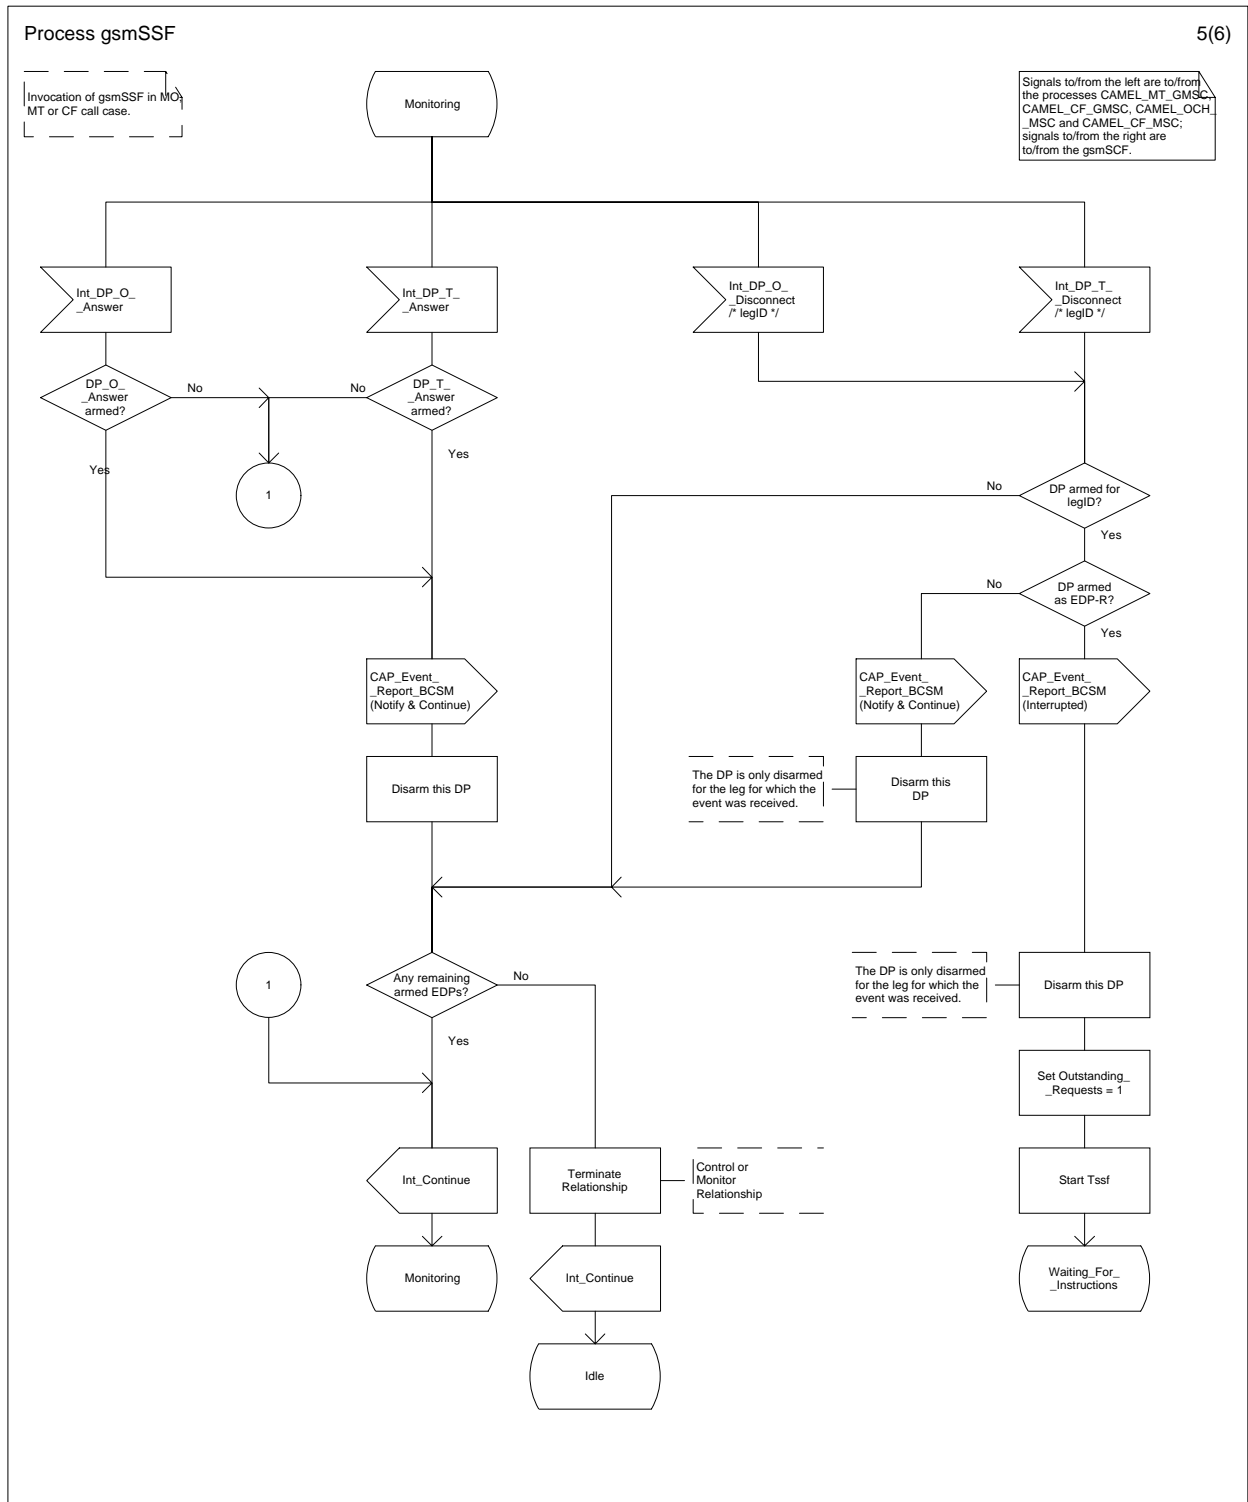 Process gsmSSF
5(6)
Invocation of gsmSSF in MO,
MT or CF call case.
Monitoring
Signals to/from the left are to/from
the processes CAMEL_MT_GMSC,
CAMEL_CF_GMSC, CAMEL_OCH_
_MSC and CAMEL_CF_MSC;
signals to/from the right are
to/from the gsmSCF.
Int_DP_O_
_Answer
Int_DP_T_
_Answer
Int_DP_O_
_Disconnect
/* legID */
Int_DP_T_
_Disconnect
/* legID */
DP_O_
_Answer
armed?
No
No
DP_T_
_Answer
armed?
Yes
Yes
1
No
DP armed for
legID?
Yes
No
DP armed
as EDP-R?
Yes
CAP_Event_
_Report_BCSM
(Notify & Continue)
CAP_Event_
_Report_BCSM
(Notify & Continue)
CAP_Event_
_Report_BCSM
(Interrupted)
Disarm this DP
The DP is only disarmed
for the leg for which the
event was received.
Disarm this
DP
1
Any remaining
armed EDPs?
No
Yes
The DP is only disarmed
for the leg for which the
event was received.
Disarm this DP
Set Outstanding_
_Requests = 1
Int_Continue
Terminate
Relationship
Control or
Monitor
Relationship
Start Tssf
Monitoring
Int_Continue
Waiting_For_
_Instructions
Idle